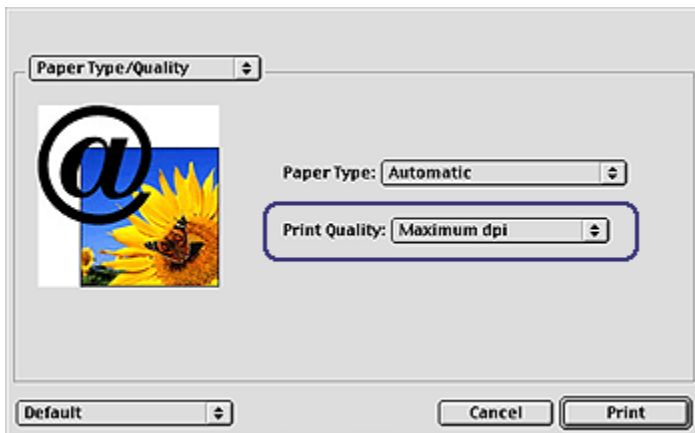 Paper Type/Quality
@
Paper Type: Automatic
Print Quality: Maximum dpi
Default
Cancel
Print